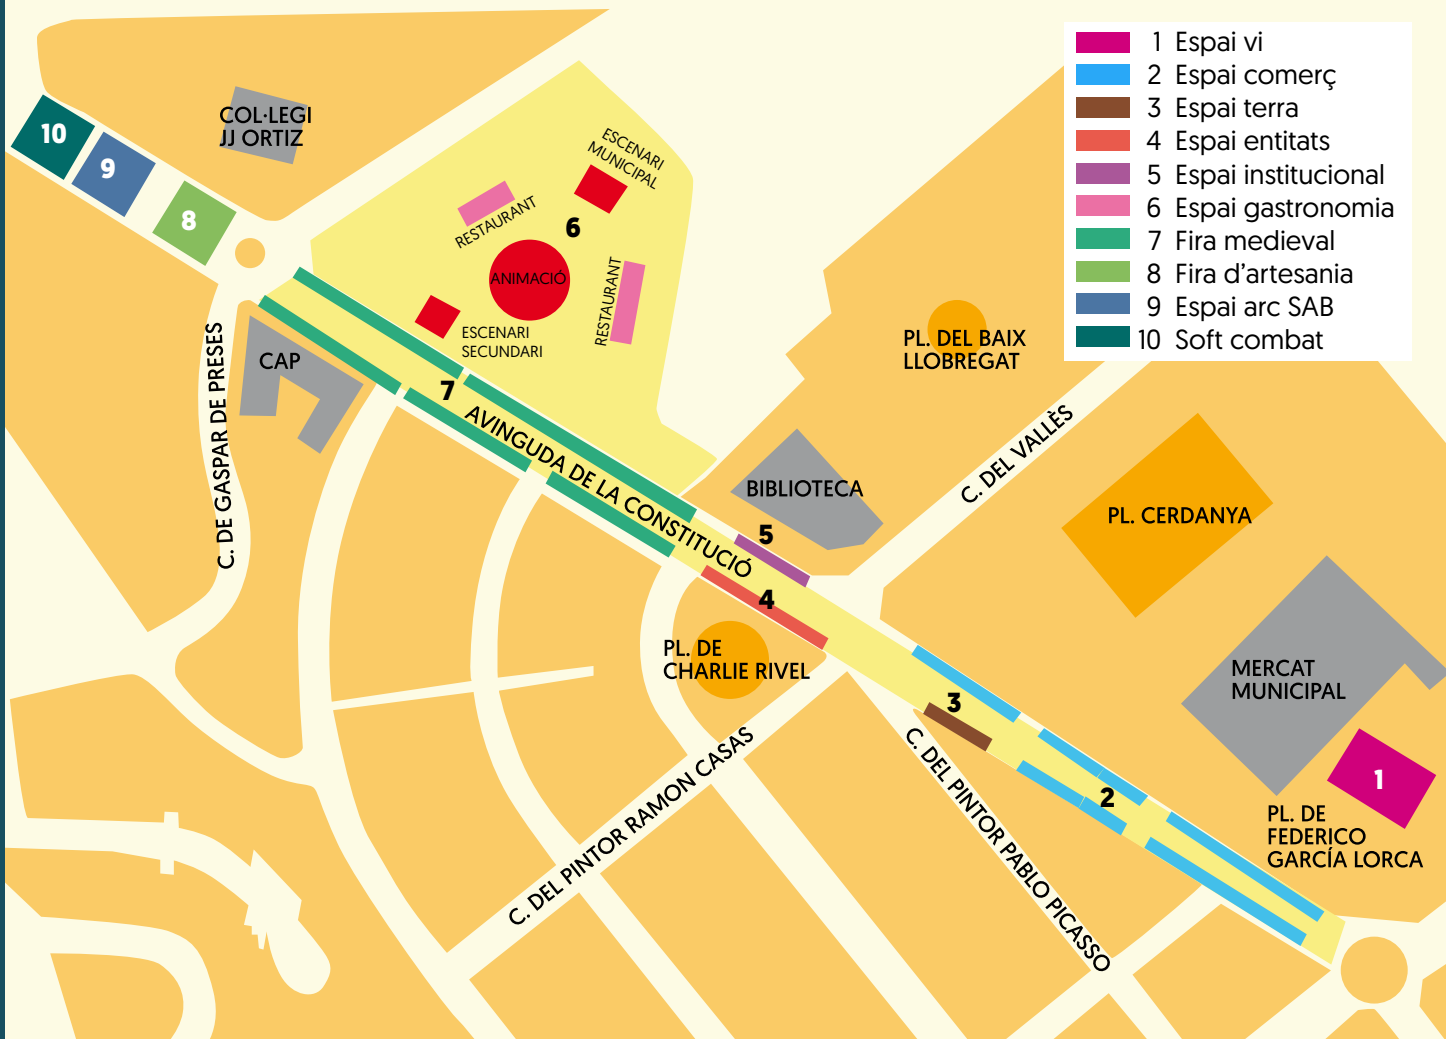 COL·LEGI
JJ ORTIZ
10
9
8
ESCENARI
MUNICIPAL
RESTAURANT
6
ANIMACIÓ
RESTAURANT
ESCENARI
SECUNDARI
C. DE GASPAR DE PRESES
CAP
7
AVINGUDA DE LA CONSTITUCIÓ
1 Espai vi
2 Espai comerç
3 Espai terra
4 Espai entitats
5 Espai institucional
6 Espai gastronomia
7 Fira medieval
8 Fira d'artesania
9 Espai arc SAB
10 Soft combat
PL. DEL BAIX
LLOBREGAT
C. DEL VALLÈS
BIBLIOTECA
PL. CERDANYA
5
4
PL. DE
CHARLIE RIVEL
MERCAT
MUNICIPAL
3
2
1
PL. DE
FEDERICO
GARCÍA LORCA
C. DEL PINTOR RAMON CASAS
C. DEL PINTOR PABLO PICASSO